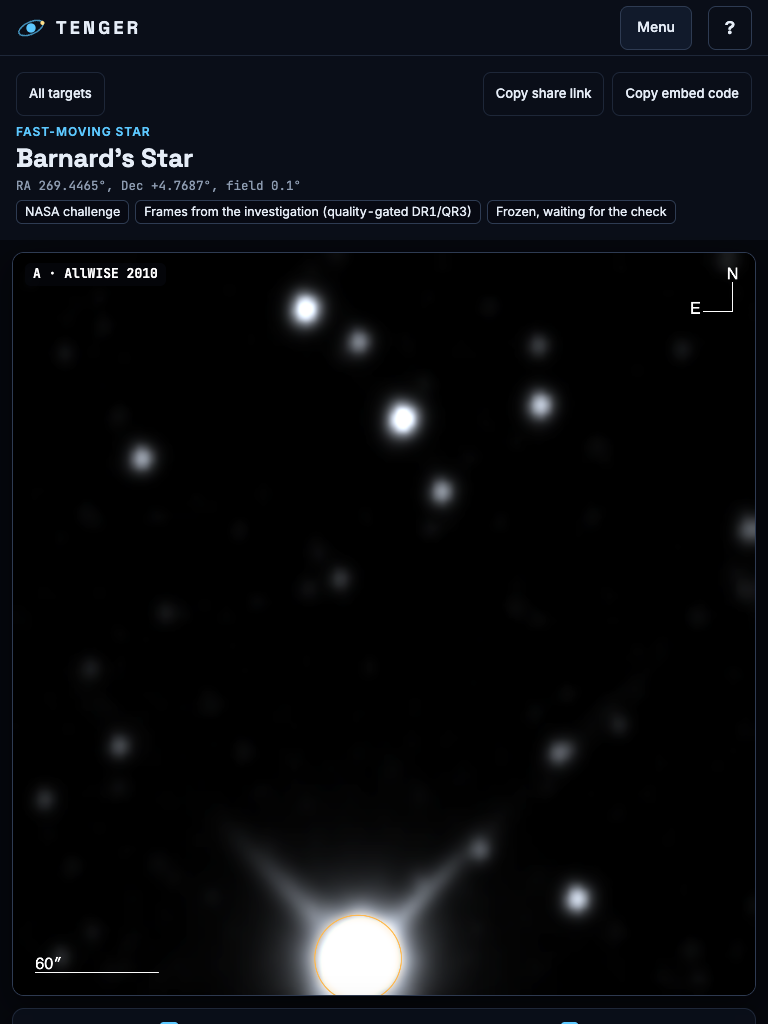 TENGER
Menu
?
All targets
Copy share link
Copy embed code
FAST-MOVING STAR
Barnard's Star
RA 269.4465°, Dec +4.7687°, field 0.1°
NASA challenge
Frames from the investigation (quality-gated DR1/QR3)
Frozen, waiting for the check
A · AllWISE 2010
N
E
60″